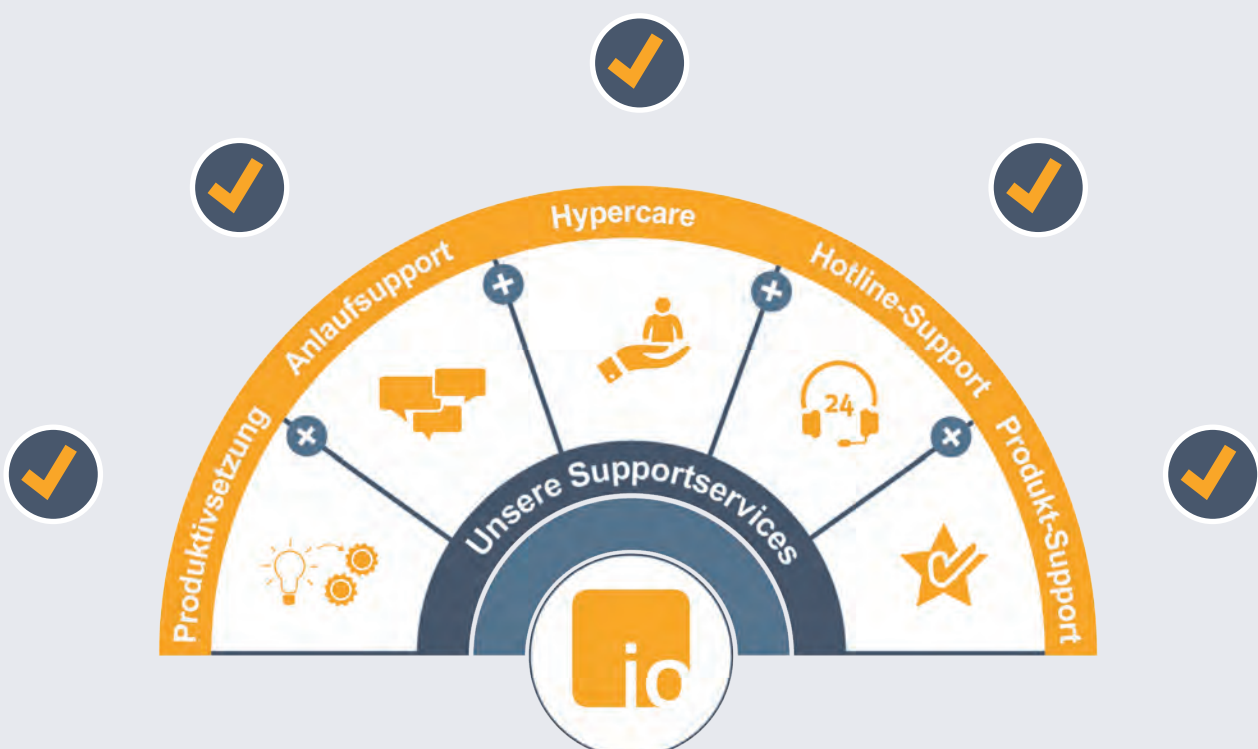 Produktivsetzung
Anlaufsupport
Hypercare
Hotline-Support
Produkt-Support
24
Unsere Supportservices
io